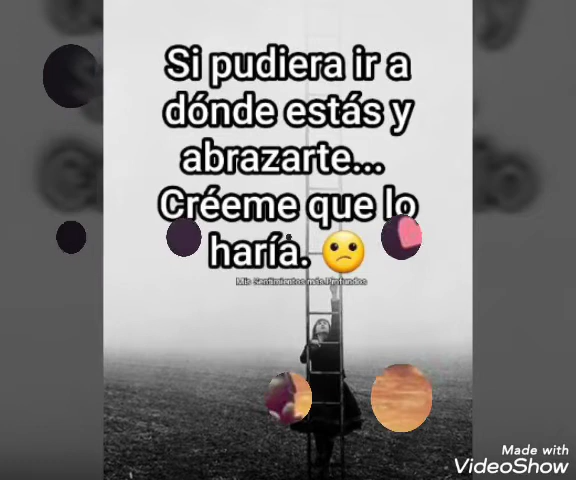 Si pudiera ir a
dónde estás y
abrazarte...
Créeme que lo
haría. 😕
Mis Sentimientos más Profundos
Made with
VideoShow